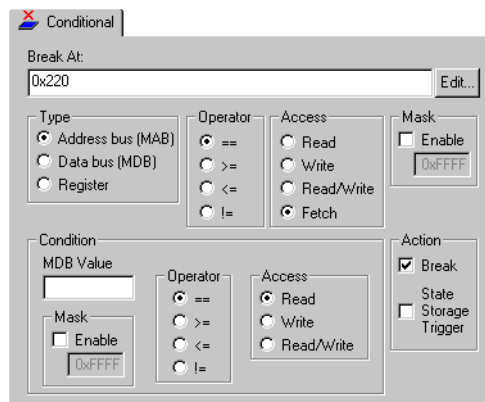 Conditional
Break At:
0x220
Edit...
Type
Address bus (MAB)
Data bus (MDB)
Register
Operator
==
>=
<=
!=
Access
Read
Write
Read/Write
Fetch
Mask
Enable
0xFFFF
Condition
MDB Value
Mask
Enable
0xFFFF
Operator
==
>=
<=
!=
Access
Read
Write
Read/Write
Action
Break
State
Storage
Trigger